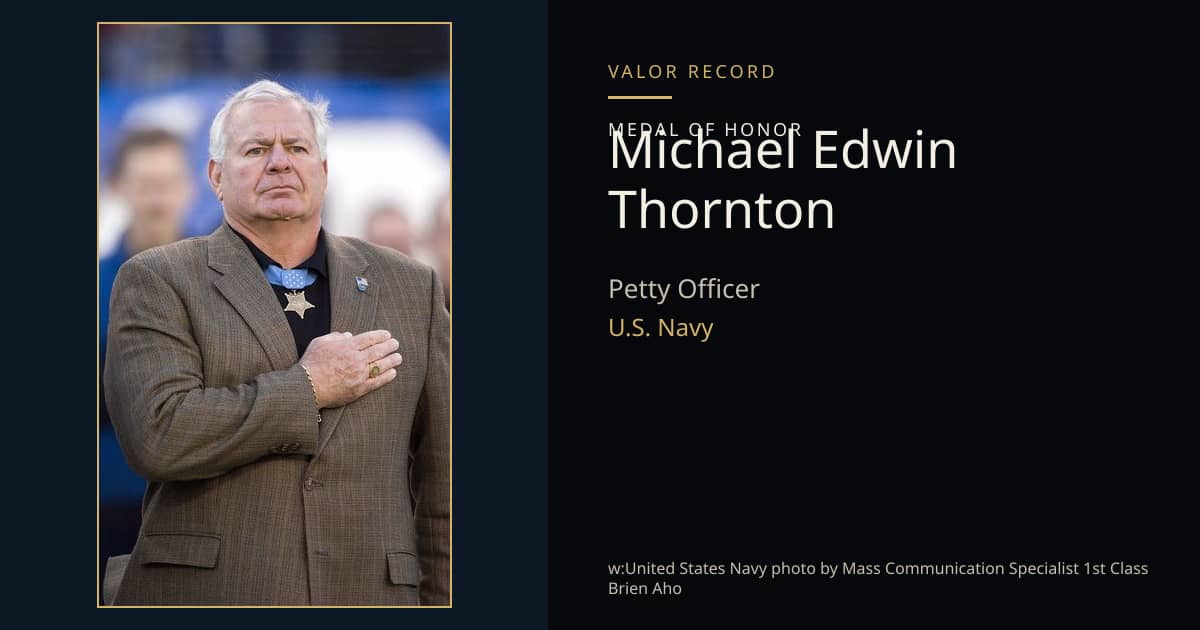 VALOR RECORD
MEDAL OF HONOR
Michael Edwin
Thornton
Petty Officer
U.S. Navy
w:United States Navy photo by Mass Communication Specialist 1st Class
Brien Aho